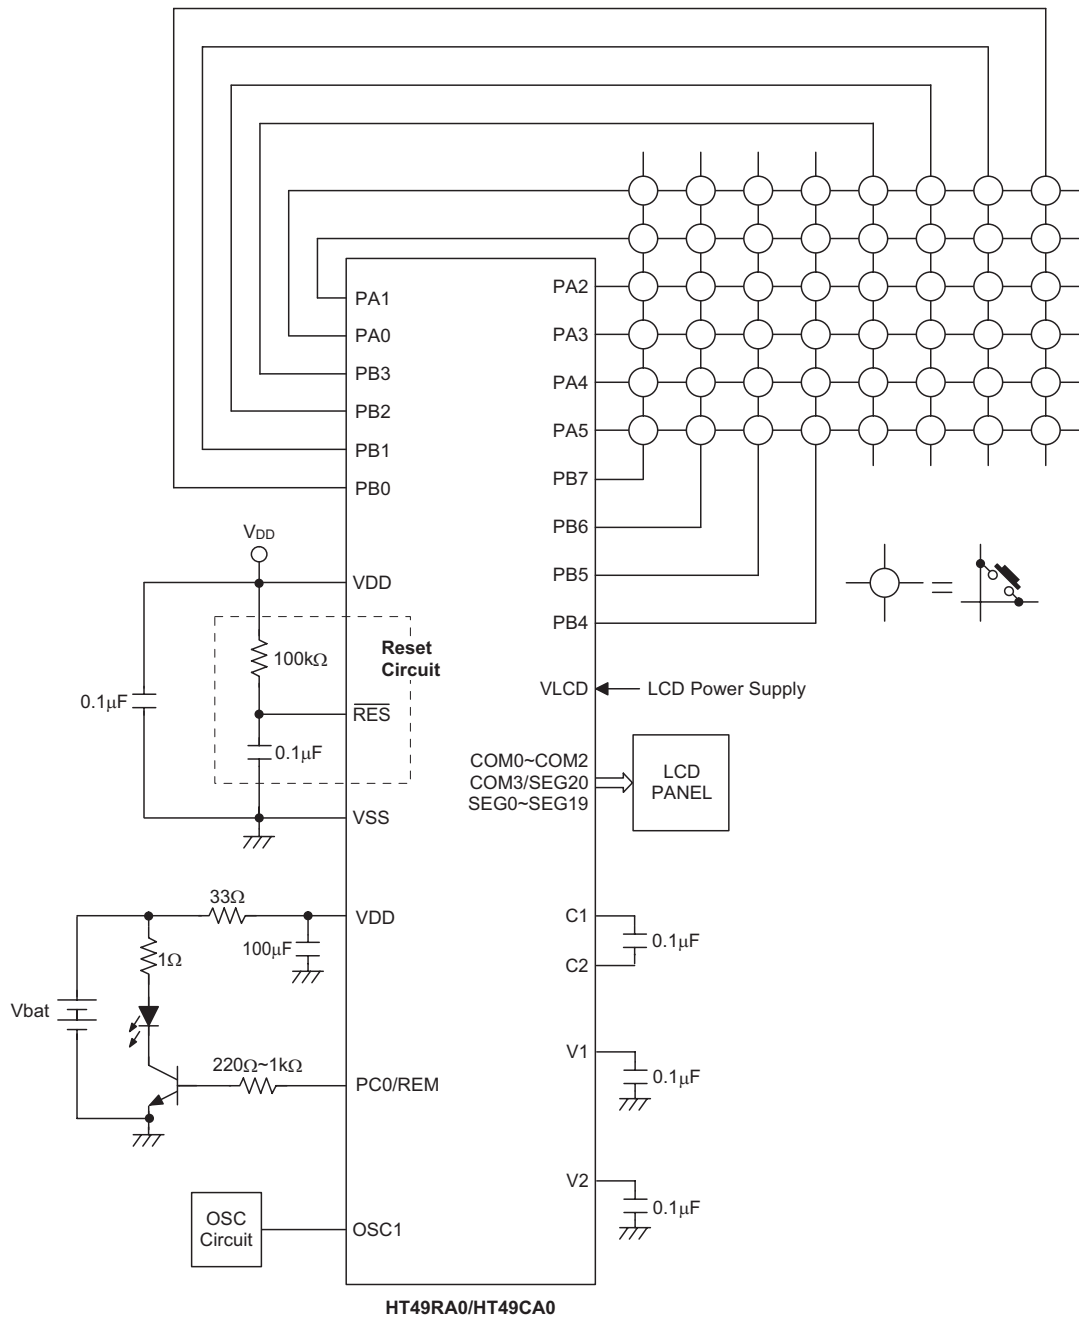 PA1
PA0
PB3
PB2
PB1
PB0
PA2
PA3
PA4
PA5
PB7
PB6
PB5
PB4
VDD
VDD
100kΩ
Reset
Circuit
0.1μF
RES
0.1μF
VSS
VLCD
LCD Power Supply
COM0~COM2
COM3/SEG20
SEG0~SEG19
LCD
PANEL
33Ω
VDD
100μF
1Ω
Vbat
220Ω~1kΩ
PC0/REM
C1
0.1μF
C2
V1
0.1μF
V2
0.1μF
OSC
Circuit
OSC1
HT49RA0/HT49CA0